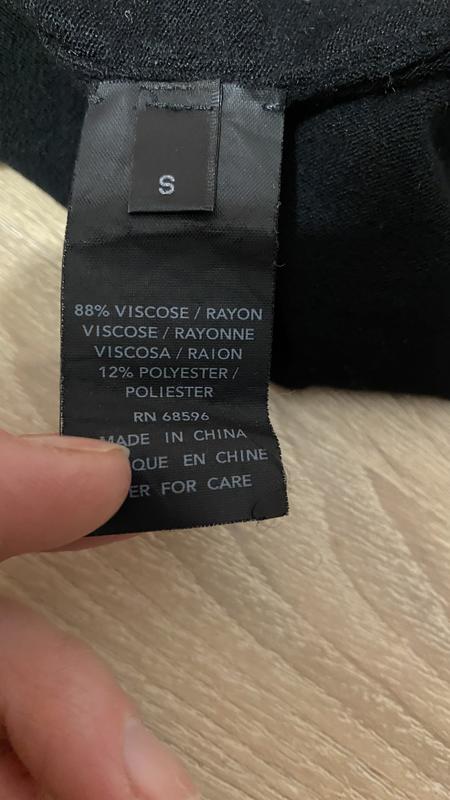 S
88% VISCOSE / RAYON
VISCOSE / RAYONNE
VISCOSA / RAION
12% POLYESTER /
POLIESTER
RN 68596
MADE IN CHINA
QUE EN CHINE
ER FOR CARE